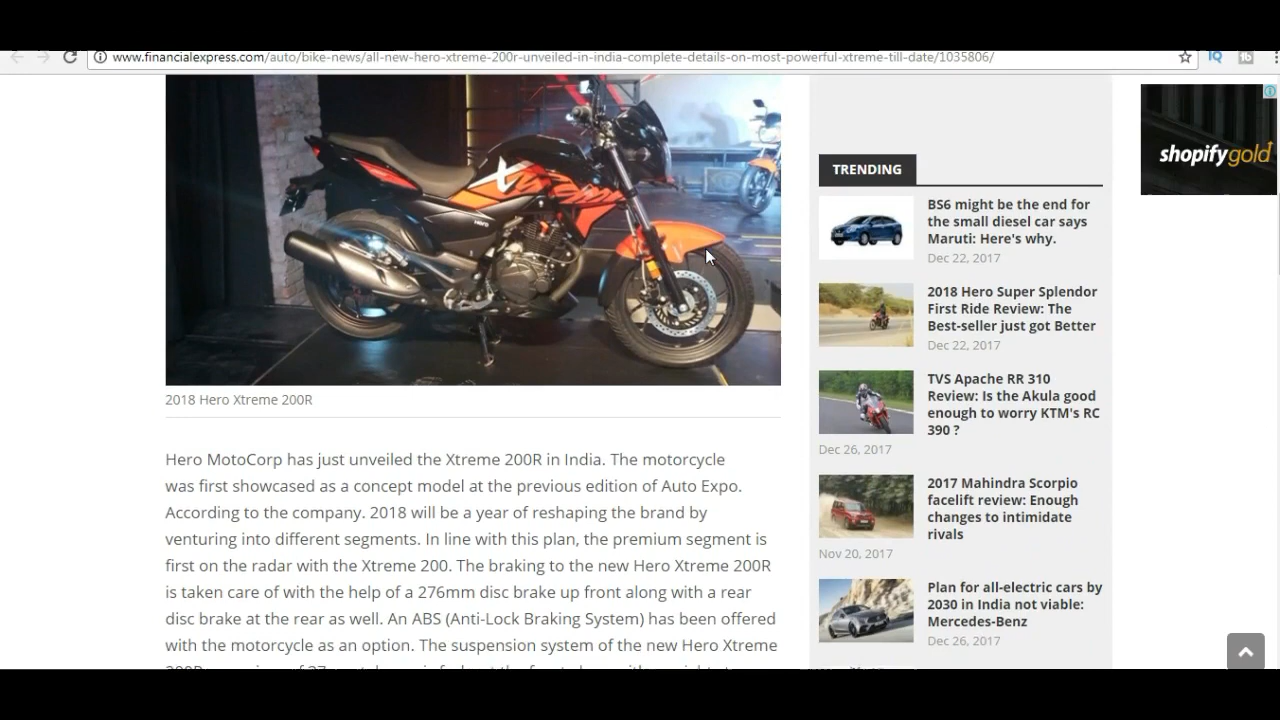 www.financialexpress.com/auto/bike-news/all-new-hero-xtreme-200r-unveiled-in-india-complete-details-on-most-powerful-xtreme-till-date/1035806/
Hero
2018 Hero Xtreme 200R
Hero MotoCorp has just unveiled the Xtreme 200R in India. The motorcycle
was first showcased as a concept model at the previous edition of Auto Expo.
According to the company. 2018 will be a year of reshaping the brand by
venturing into different segments. In line with this plan, the premium segment is
first on the radar with the Xtreme 200. The braking to the new Hero Xtreme 200R
is taken care of with the help of a 276mm disc brake up front along with a rear
disc brake at the rear as well. An ABS (Anti-Lock Braking System) has been offered
with the motorcycle as an option. The suspension system of the new Hero Xtreme
TRENDING
BS6 might be the end for
the small diesel car says
Maruti: Here's why.
Dec 22, 2017
2018 Hero Super Splendor
First Ride Review: The
Best-seller just got Better
Dec 22, 2017
TVS Apache RR 310
Review: Is the Akula good
enough to worry KTM's RC
390 ?
Dec 26, 2017
2017 Mahindra Scorpio
facelift review: Enough
changes to intimidate
rivals
Nov 20, 2017
Plan for all-electric cars by
2030 in India not viable:
Mercedes-Benz
Dec 26, 2017
shopifygold